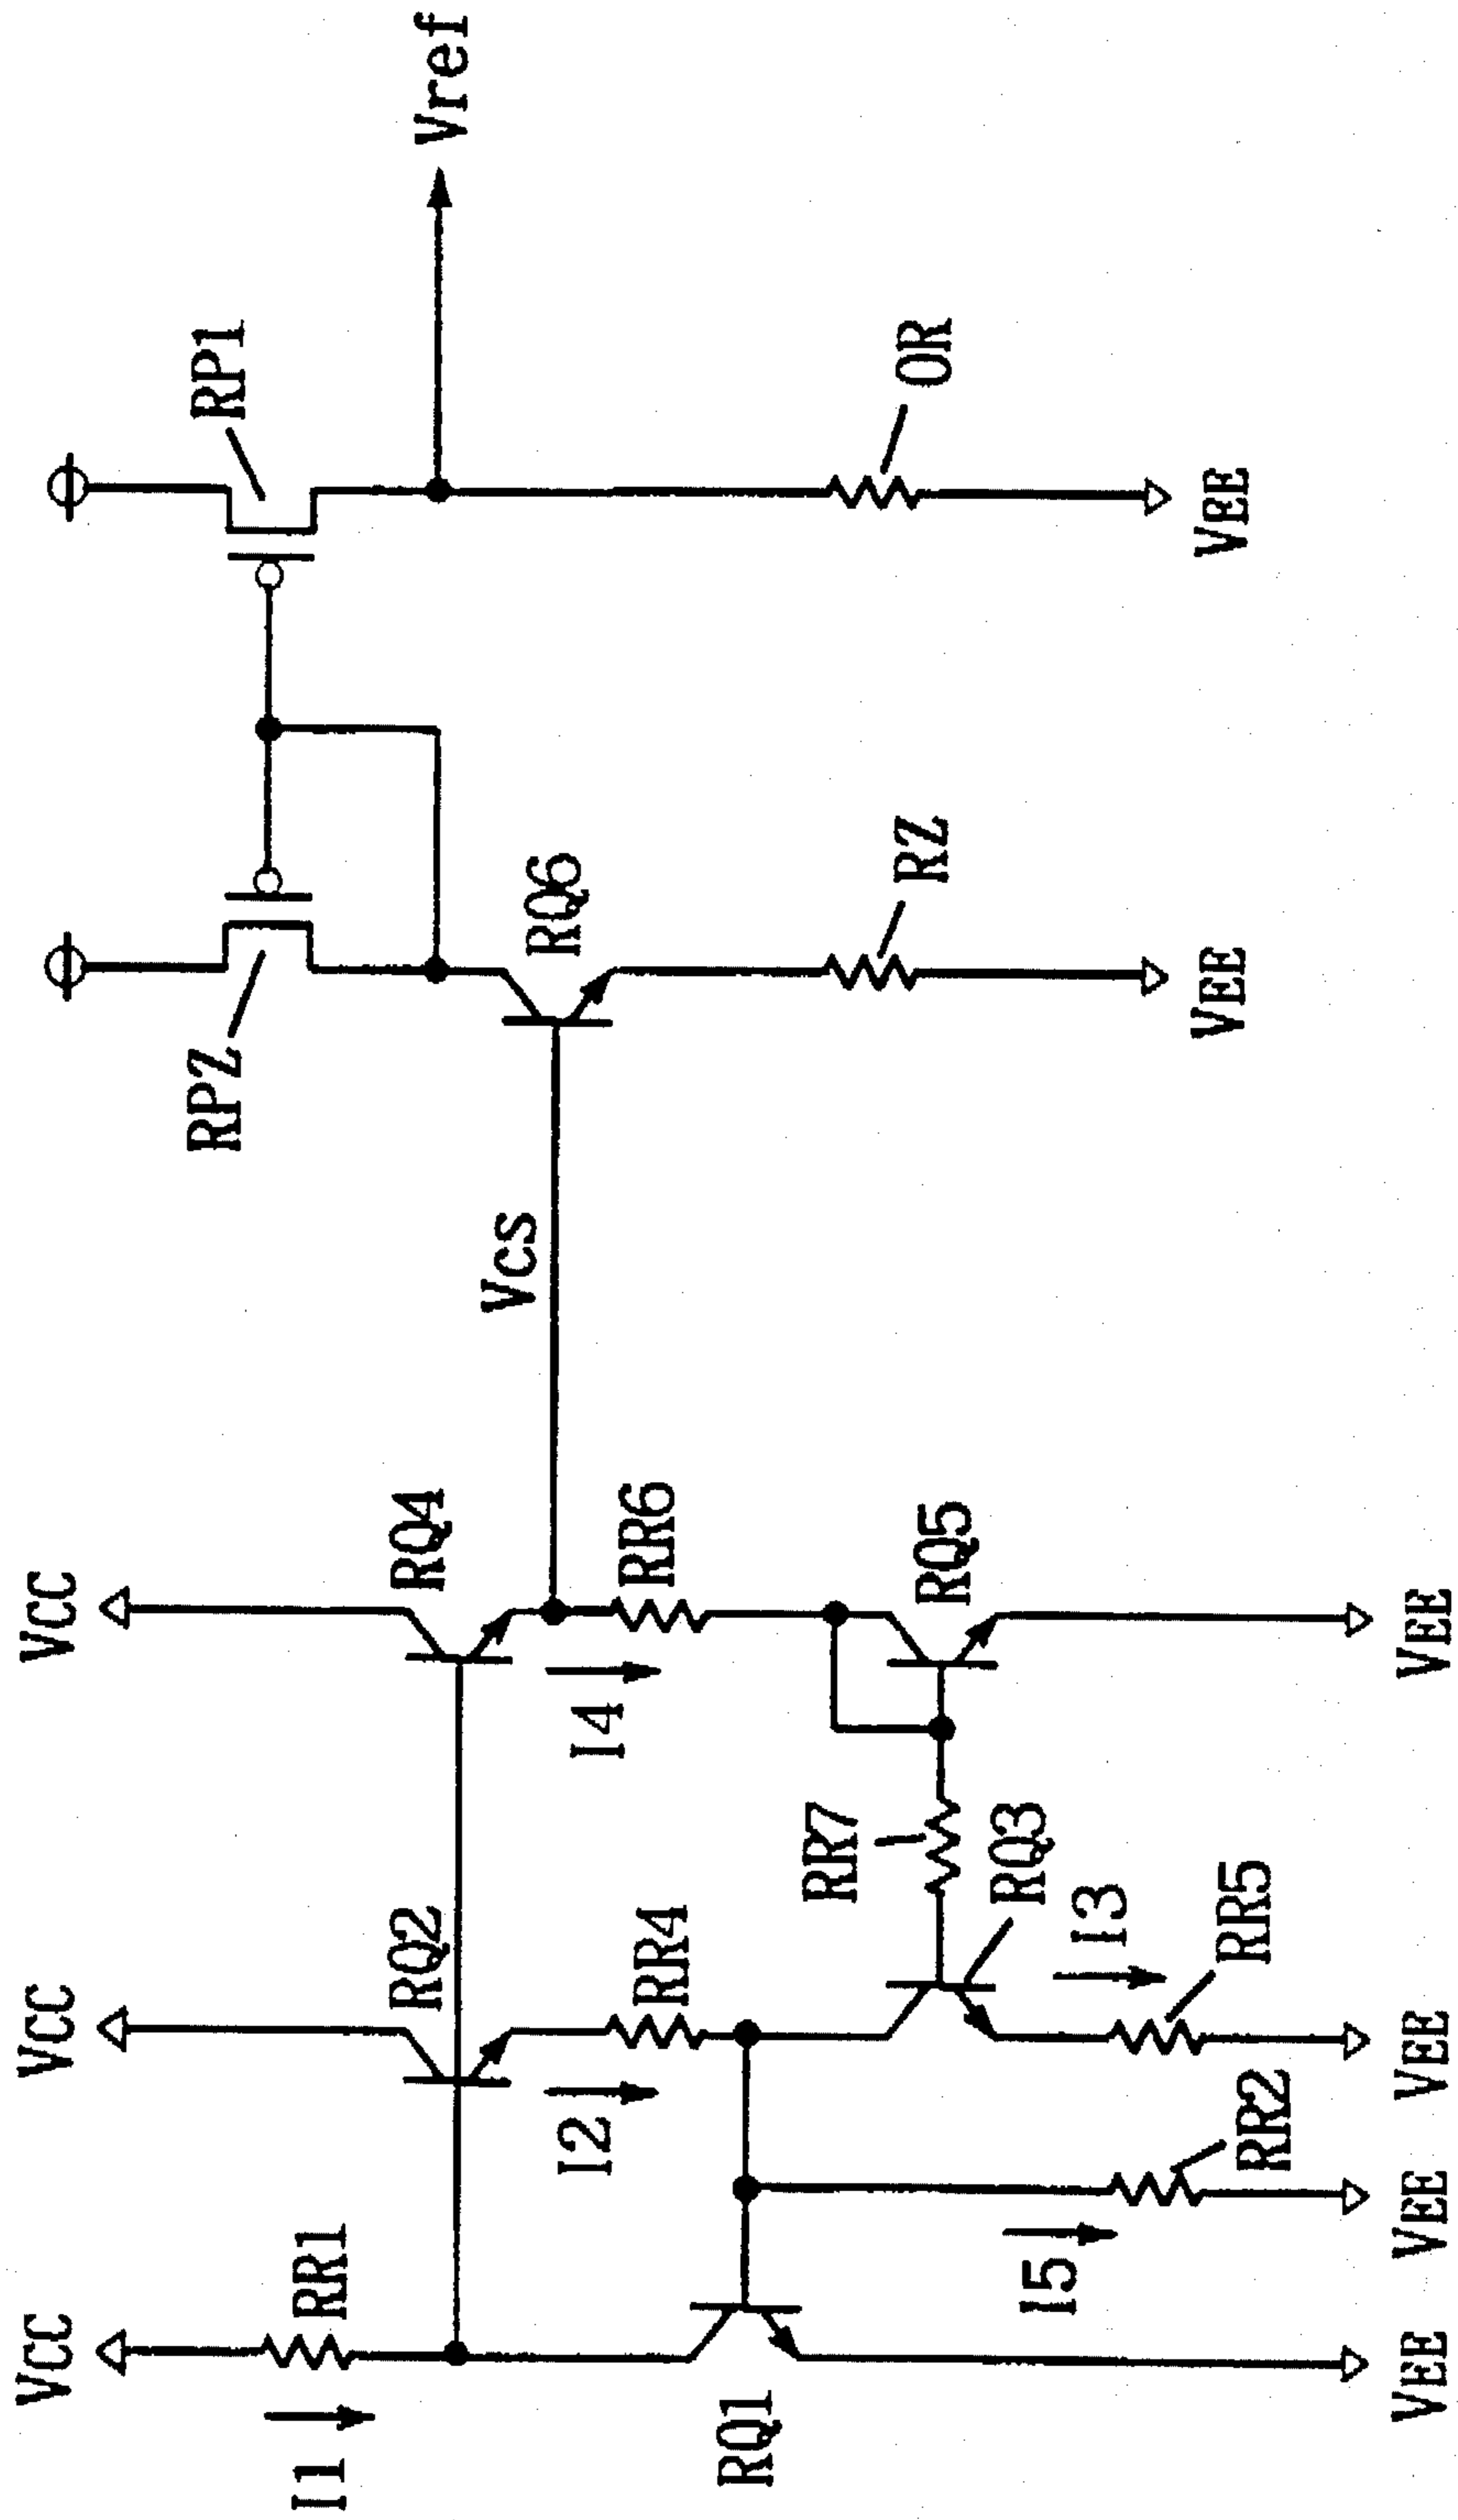 VCC
VCC
VCC
I1
RR1
RQ2
RQ4
RP2
RP1
Vref
Vcs
RQ6
I2
RR4
I4
RR6
RQ1
RR7
RQ3
RQ5
RZ
OR
I5
RR2
I3
RR5
VEE
VEE
VEE
VEE
VEE
VEE